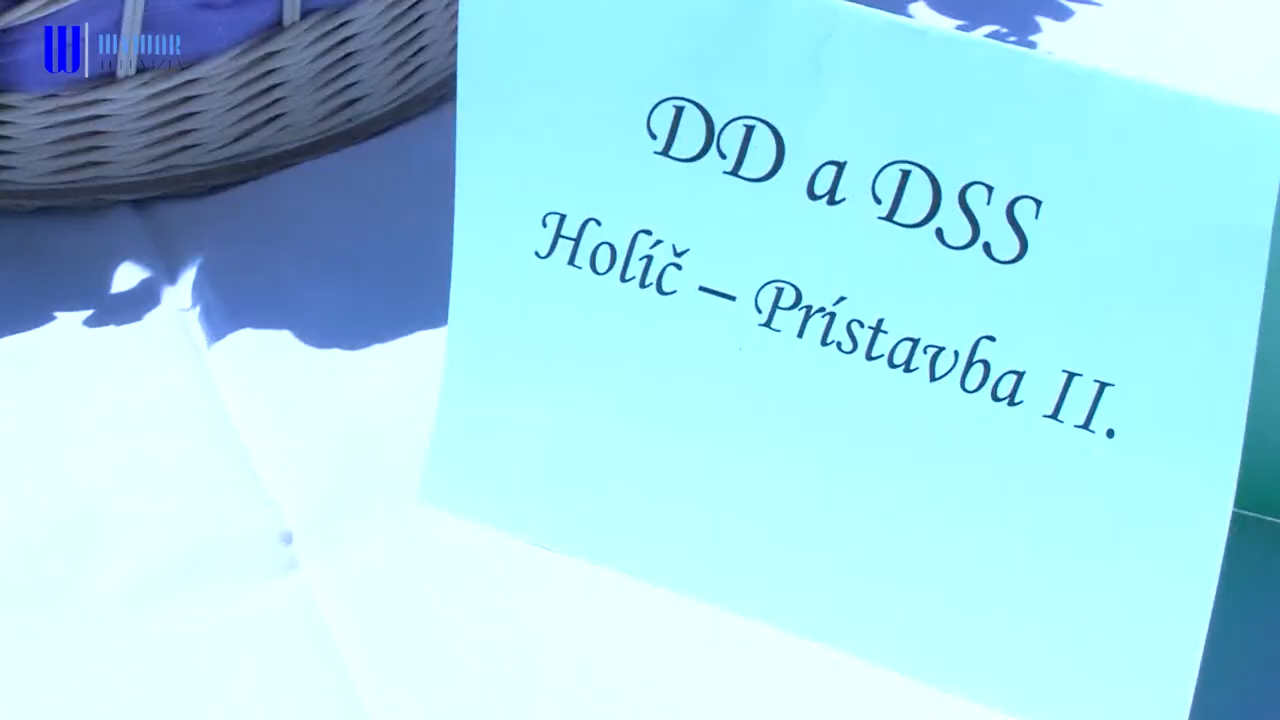 W
DD a DSS
Holíč – Prístavba II.